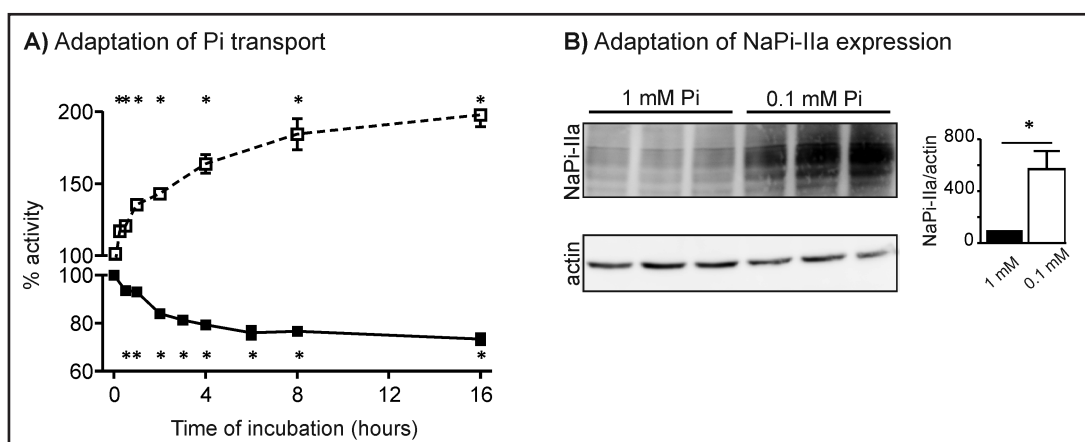 A) Adaptation of Pi transport
* * * * * * *
200
150
100
100
80
60
% activity
* * * * * * * *
0 4 8 12 16
Time of incubation (hours)
B) Adaptation of NaPi-IIa expression
1 mM Pi 0.1 mM Pi
NaPi-IIa
actin
*
NaPi-IIa/actin
800
400
0
1 mM
0.1 mM